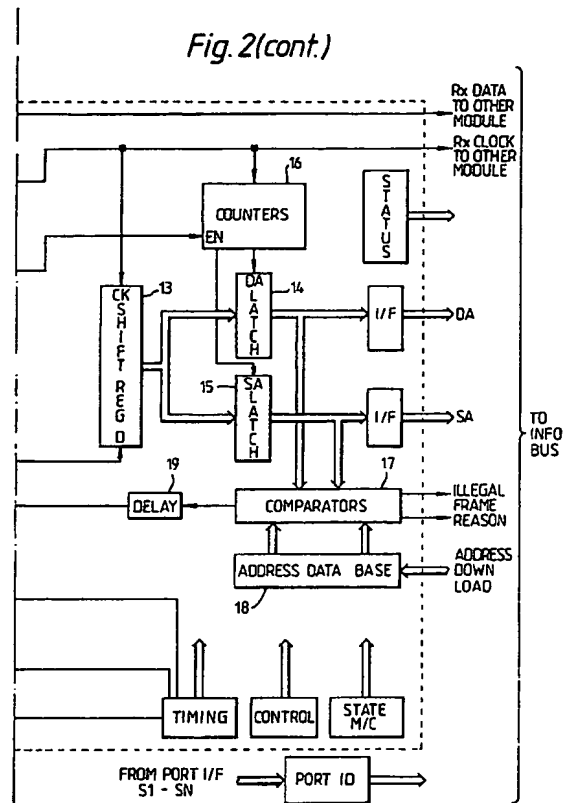 Fig. 2(cont.)
Rx DATA
TO OTHER
MODULE
Rx CLOCK
TO OTHER
MODULE
16
COUNTERS
EN
STATUS
13
CK
SHIFT REG
D
DA
LATCH
14
I/F
DA
15
SA
LATCH
I/F
SA
TO
INFO
BUS
19
DELAY
17
COMPARATORS
ILLEGAL
FRAME
REASON
ADDRESS DATA BASE
18
ADDRESS
DOWN
LOAD
TIMING
CONTROL
STATE
M/C
FROM PORT I/F
S1 - SN
PORT ID